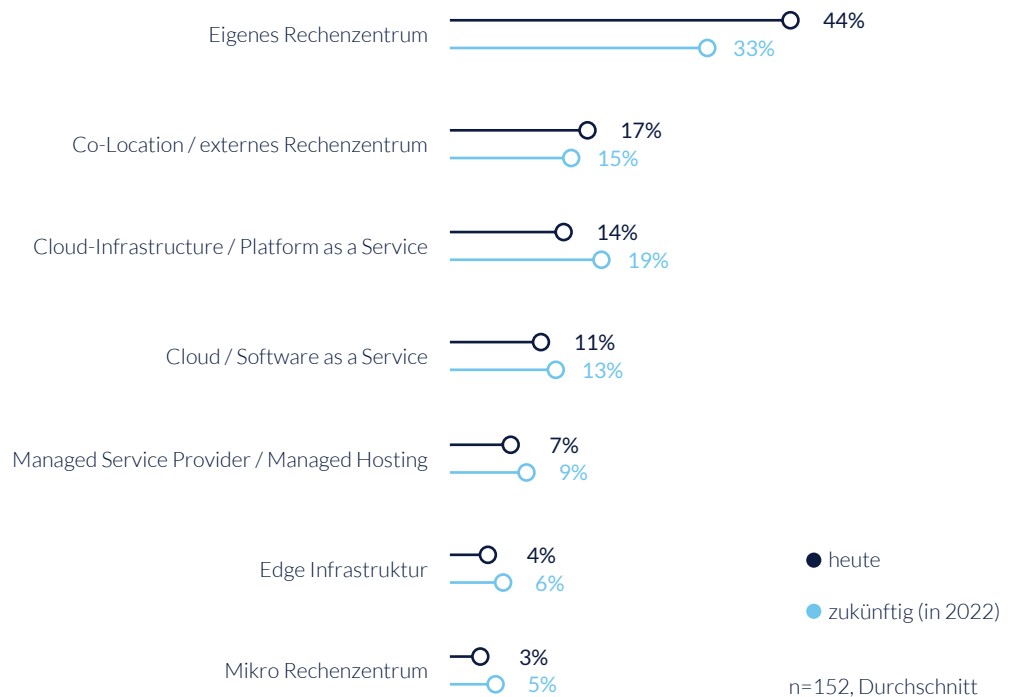 Eigenes Rechenzentrum
44%
33%
Co-Location / externes Rechenzentrum
17%
15%
Cloud-Infrastructure / Platform as a Service
14%
19%
Cloud / Software as a Service
11%
13%
Managed Service Provider / Managed Hosting
7%
9%
Edge Infrastruktur
4%
6%
Mikro Rechenzentrum
3%
5%
heute
zukünftig (in 2022)
n=152, Durchschnitt